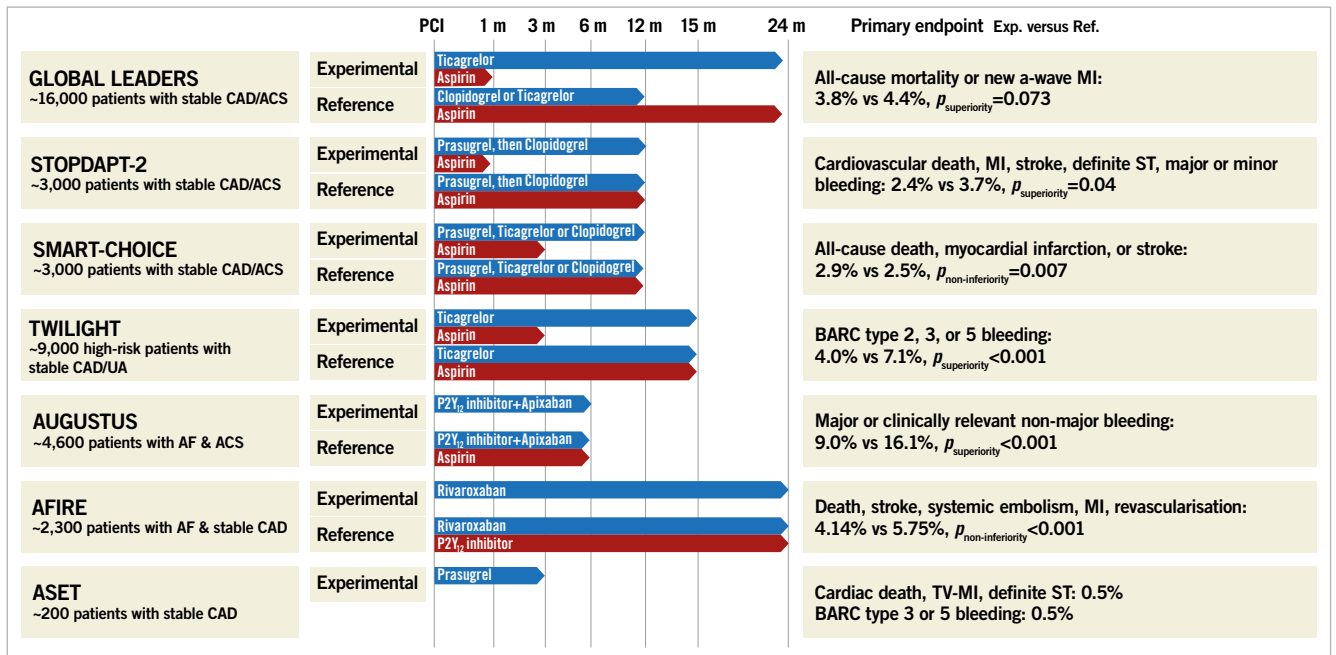 PCI 1 m 3 m 6 m 12 m 15 m 24 m Primary endpoint Exp. versus Ref.
GLOBAL LEADERS
~16,000 patients with stable CAD/ACS
Experimental
Reference
Ticagrelor
Aspirin
Clopidogrel or Ticagrelor
Aspirin
All-cause mortality or new a-wave MI:
3.8% vs 4.4%, psuperiority=0.073
STOPDAPT-2
~3,000 patients with stable CAD/ACS
Experimental
Reference
Prasugrel, then Clopidogrel
Aspirin
Prasugrel, then Clopidogrel
Aspirin
Cardiovascular death, MI, stroke, definite ST, major or minor
bleeding: 2.4% vs 3.7%, psuperiority=0.04
SMART-CHOICE
~3,000 patients with stable CAD/ACS
Experimental
Reference
Prasugrel, Ticagrelor or Clopidogrel
Aspirin
Prasugrel, Ticagrelor or Clopidogrel
Aspirin
All-cause death, myocardial infarction, or stroke:
2.9% vs 2.5%, pnon-inferiority=0.007
TWILIGHT
~9,000 high-risk patients with
stable CAD/UA
Experimental
Reference
Ticagrelor
Aspirin
Ticagrelor
Aspirin
BARC type 2, 3, or 5 bleeding:
4.0% vs 7.1%, psuperiority<0.001
AUGUSTUS
~4,600 patients with AF & ACS
Experimental
Reference
P2Y12 inhibitor+Apixaban
P2Y12 inhibitor+Apixaban
Aspirin
Major or clinically relevant non-major bleeding:
9.0% vs 16.1%, psuperiority<0.001
AFIRE
~2,300 patients with AF & stable CAD
Experimental
Reference
Rivaroxaban
Rivaroxaban
P2Y12 inhibitor
Death, stroke, systemic embolism, MI, revascularisation:
4.14% vs 5.75%, pnon-inferiority<0.001
ASET
~200 patients with stable CAD
Experimental
Prasugrel
Cardiac death, TV-MI, definite ST: 0.5%
BARC type 3 or 5 bleeding: 0.5%